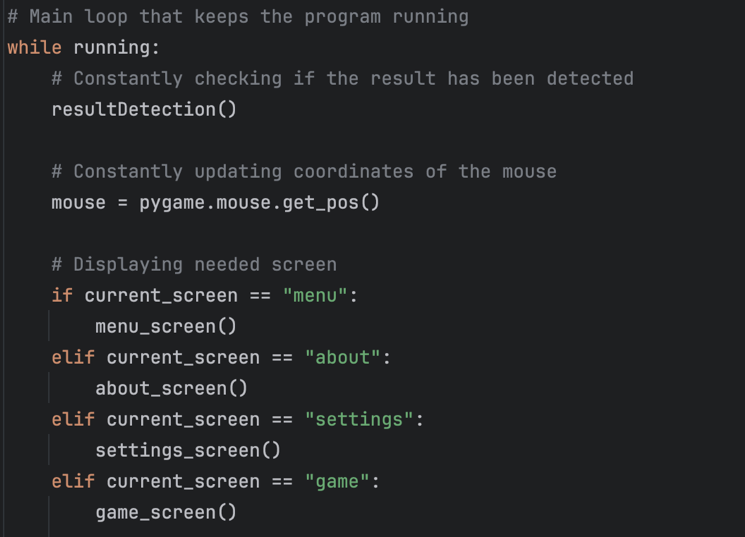 # Main loop that keeps the program running
while running:
    # Constantly checking if the result has been detected
    resultDetection()

    # Constantly updating coordinates of the mouse
    mouse = pygame.mouse.get_pos()

    # Displaying needed screen
    if current_screen == "menu":
        menu_screen()
    elif current_screen == "about":
        about_screen()
    elif current_screen == "settings":
        settings_screen()
    elif current_screen == "game":
        game_screen()